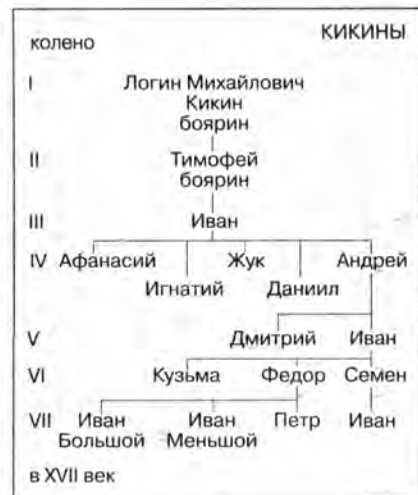 КИКИНЫ
колено
I Логин Михайлович
Кикин
боярин
II Тимофей
боярин
III Иван
IV Афанасий Жук Андрей
Игнатий Даниил
V Дмитрий Иван
VI Кузьма Федор Семен
VII Иван Иван Петр Иван
Большой Меньшой
в XVII век